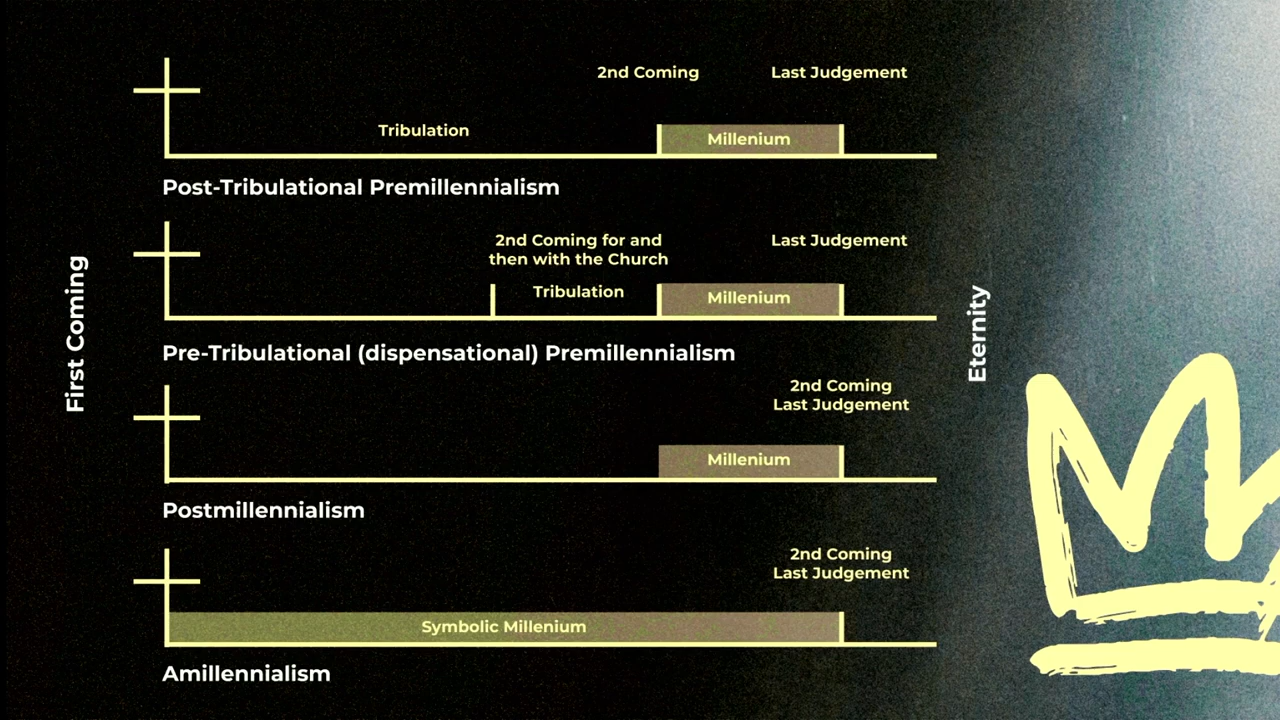 2nd Coming
Last Judgement
Tribulation
Millenium
Post-Tribulational Premillennialism
2nd Coming for and
then with the Church
Last Judgement
Tribulation
Millenium
Pre-Tribulational (dispensational) Premillennialism
First Coming
Eternity
2nd Coming
Last Judgement
Millenium
Postmillennialism
2nd Coming
Last Judgement
Symbolic Millenium
Amillennialism